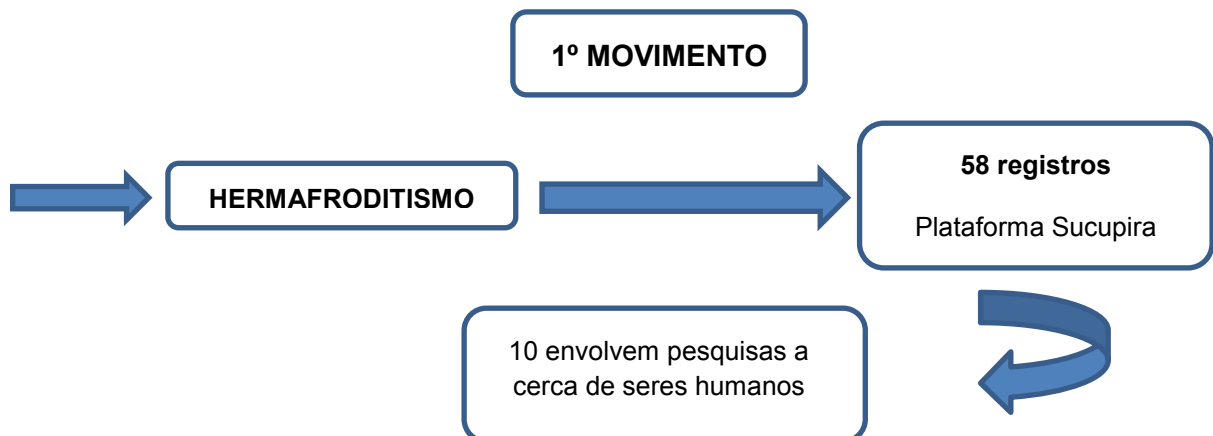 1º MOVIMENTO
HERMAFRODITISMO
58 registros
Plataforma Sucupira
10 envolvem pesquisas a
cerca de seres humanos